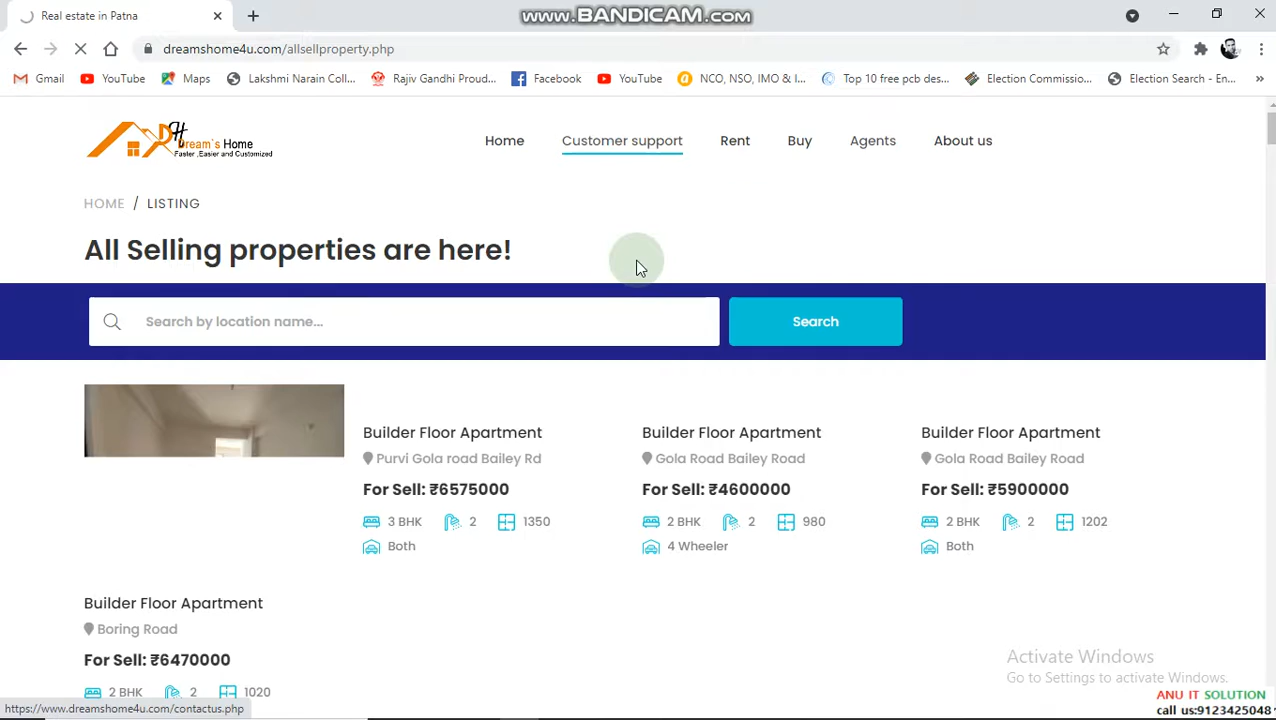 Real estate in Patna
www.BANDICAM.com
dreamshome4u.com/allsellproperty.php
Gmail YouTube Maps Lakshmi Narain Coll... Rajiv Gandhi Proud... Facebook YouTube NCO, NSO, IMO & I... Top 10 free pcb des... Election Commissio... Election Search - En... »
DH
Dream`s Home
Faster ,Easier and Customized
Home Customer support Rent Buy Agents About us
HOME / LISTING
All Selling properties are here!
Search by location name... Search
Builder Floor Apartment Builder Floor Apartment Builder Floor Apartment
Purvi Gola road Bailey Rd Gola Road Bailey Road Gola Road Bailey Road
For Sell: ₹6575000 For Sell: ₹4600000 For Sell: ₹5900000
3 BHK 2 1350 2 BHK 2 980 2 BHK 2 1202
Both 4 Wheeler Both
Builder Floor Apartment
Boring Road
For Sell: ₹6470000
2 BHK 2 1020
Activate Windows
Go to Settings to activate Windows.
ANU IT SOLUTION
call us:9123425048
https://www.dreamshome4u.com/contactus.php